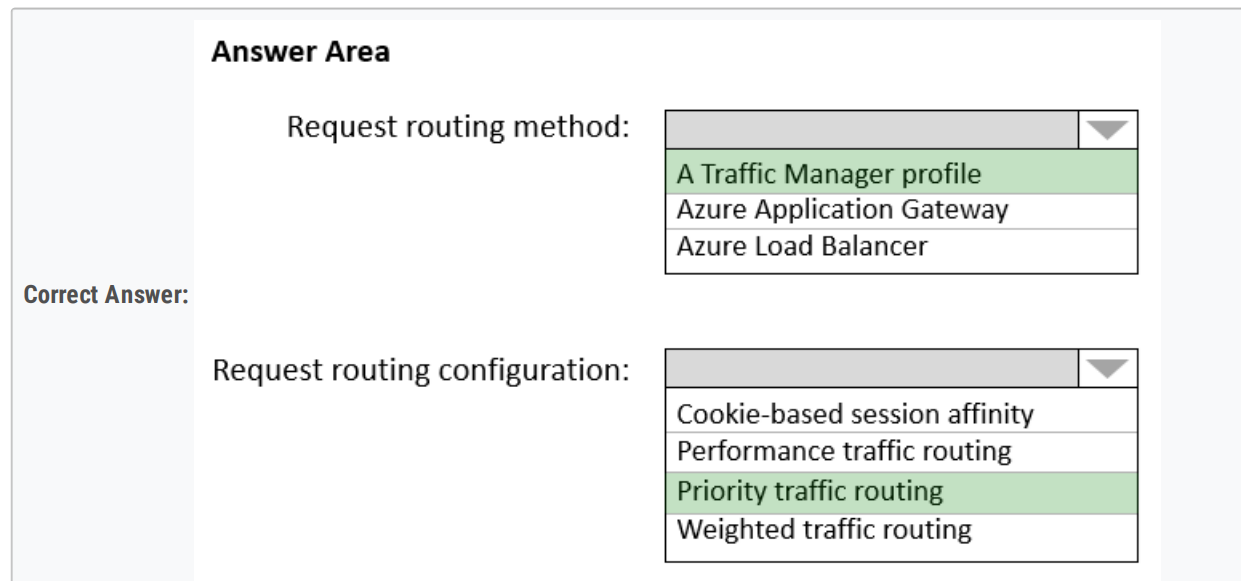 Answer Area
Request routing method:
A Traffic Manager profile
Azure Application Gateway
Azure Load Balancer
Correct Answer:
Request routing configuration:
Cookie-based session affinity
Performance traffic routing
Priority traffic routing
Weighted traffic routing